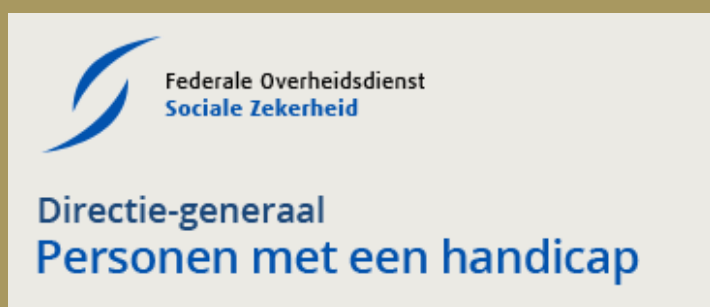 Federale Overheidsdienst
Sociale Zekerheid
Directie-generaal
Personen met een handicap